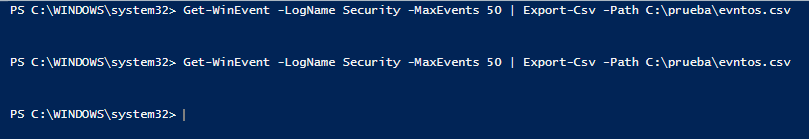 PS C:\WINDOWS\system32> Get-WinEvent -LogName Security -MaxEvents 50 | Export-Csv -Path C:\prueba\evntos.csv
PS C:\WINDOWS\system32> Get-WinEvent -LogName Security -MaxEvents 50 | Export-Csv -Path C:\prueba\evntos.csv
PS C:\WINDOWS\system32>